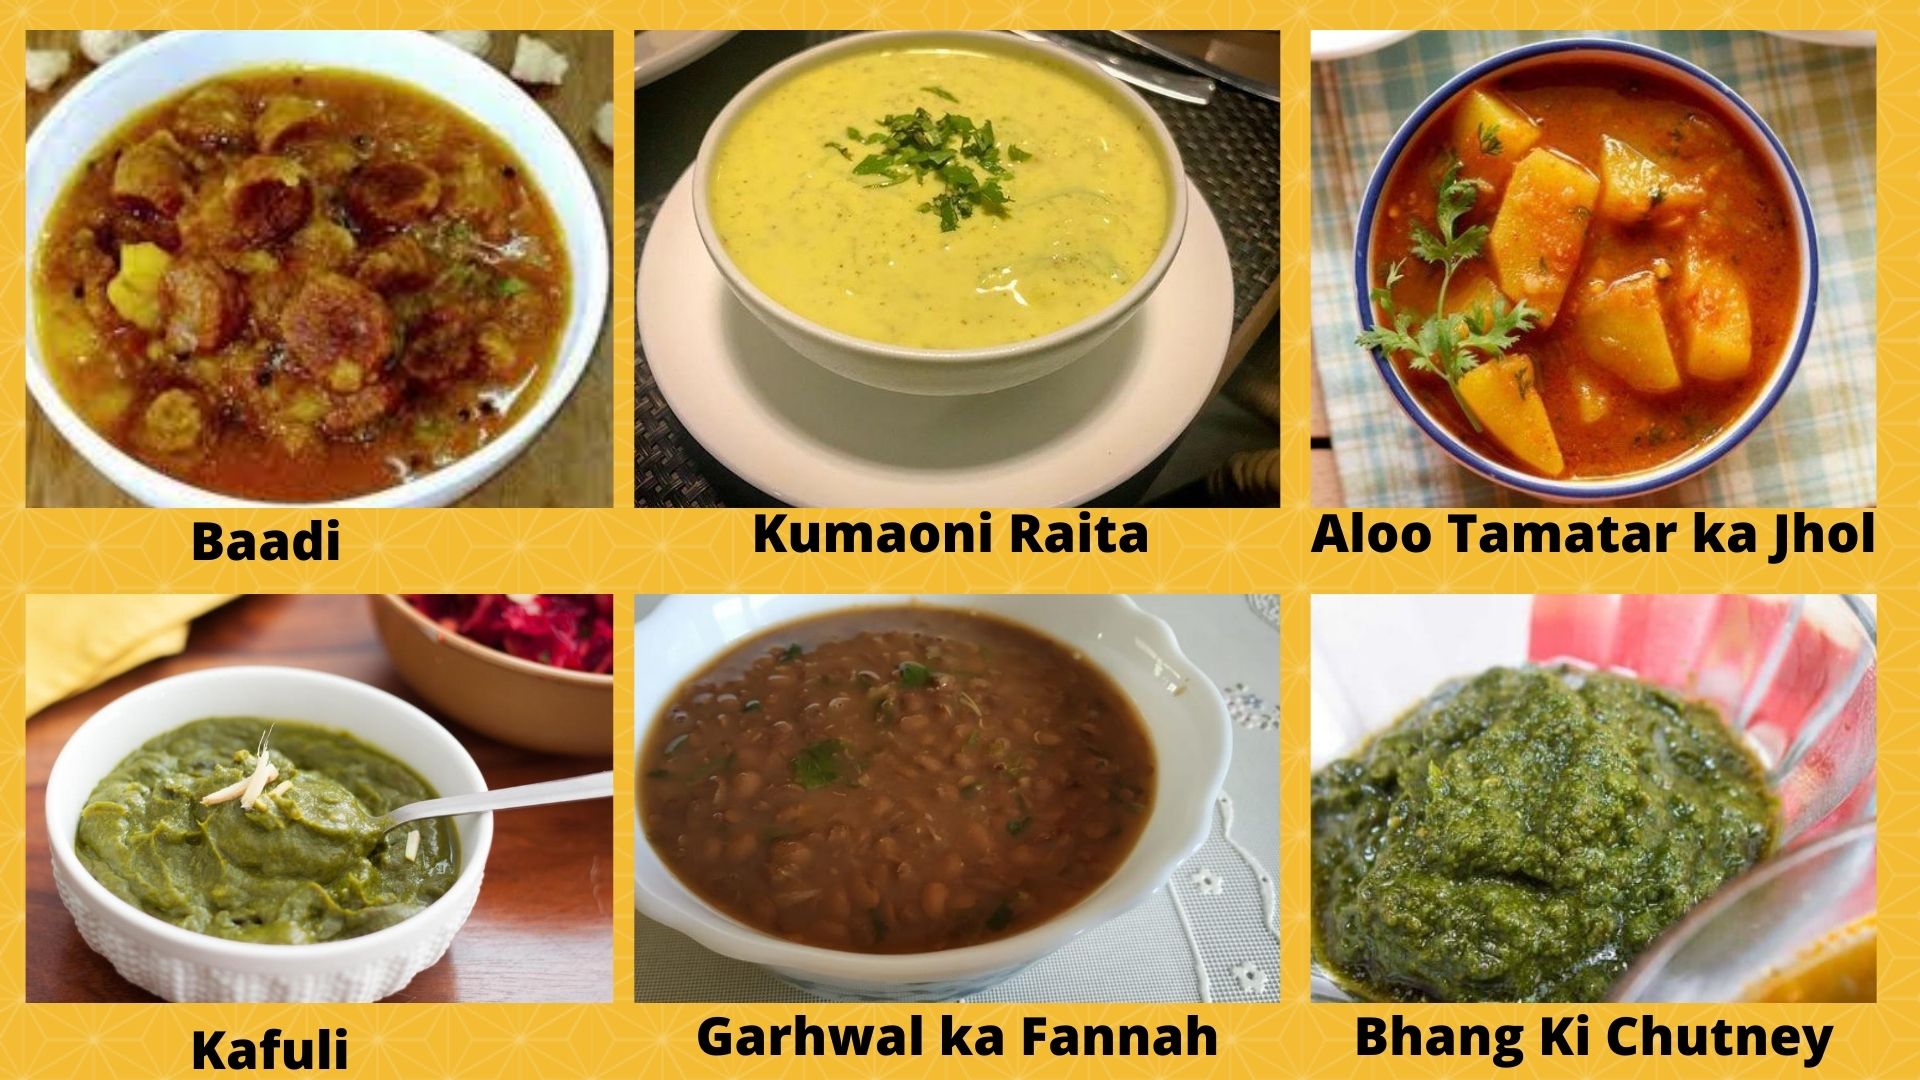 Baadi
Kumaoni Raita
Aloo Tamatar ka Jhol
Kafuli
Garhwal ka Fannah
Bhang Ki Chutney